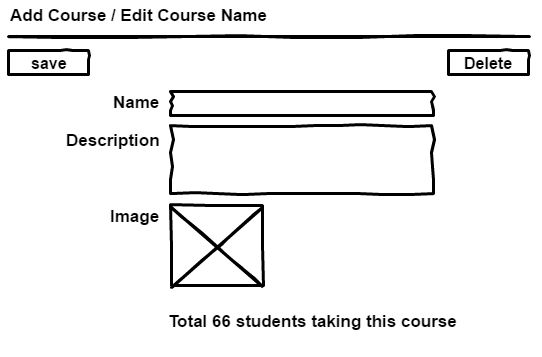 Add Course / Edit Course Name
save
Delete
Name
Description
Image
Total 66 students taking this course